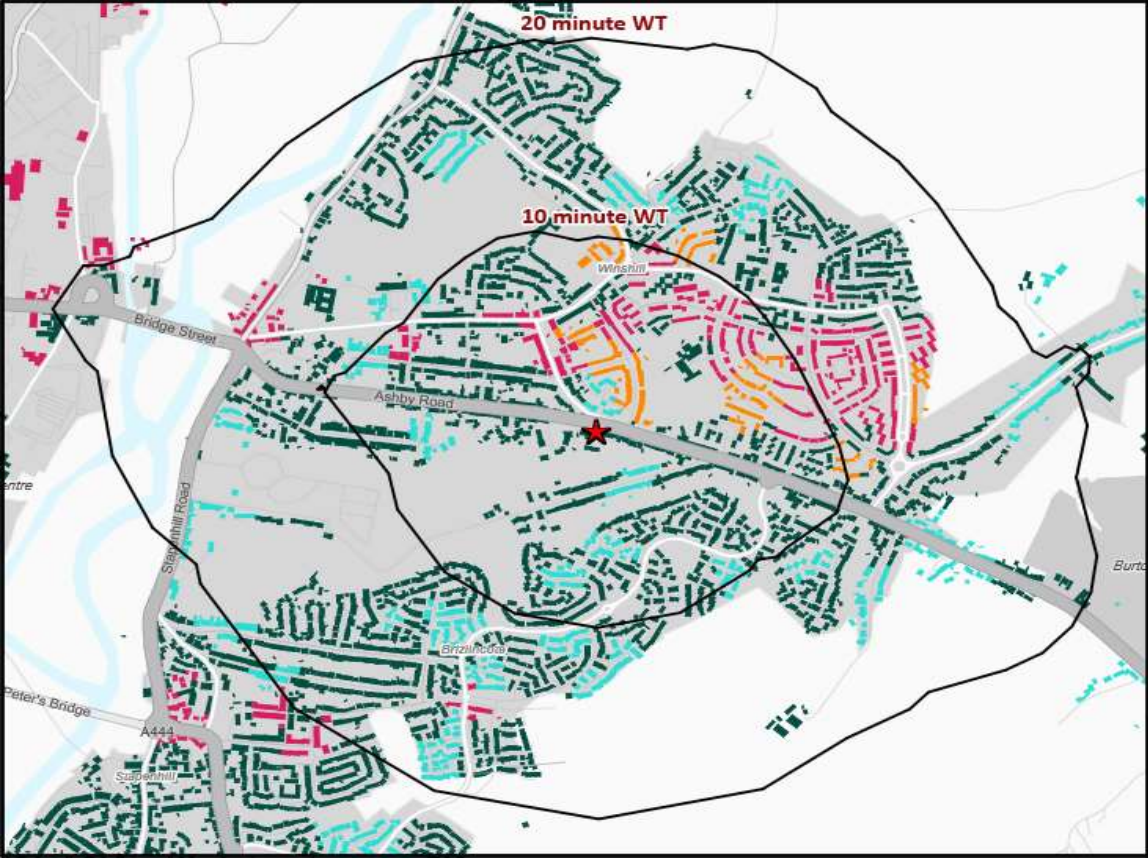 20 minute WT
10 minute WT
Winshill
Bridge Street
Ashby Road
entre
Stapenhill Road
Burto
Brizlincote
Peter's Bridge
A444
Stapenhill